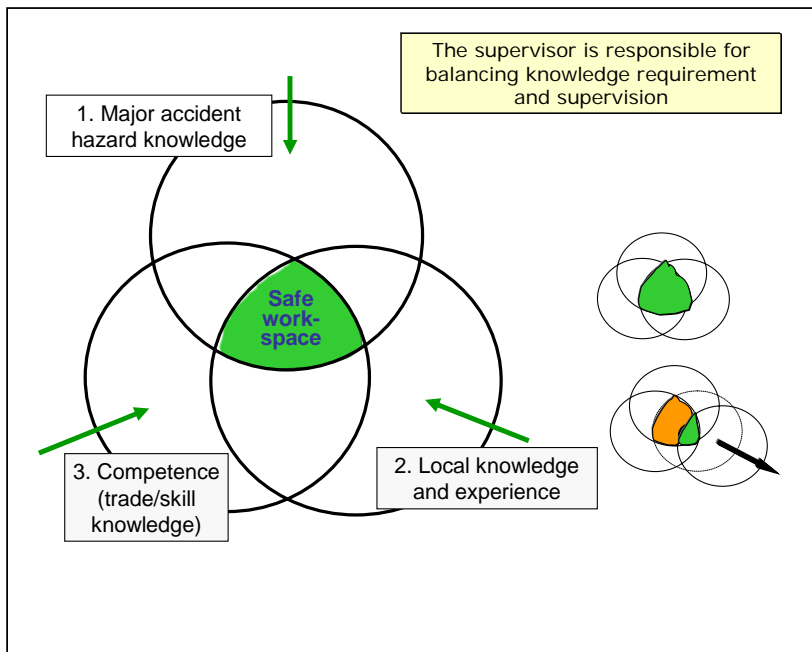 The supervisor is responsible for
balancing knowledge requirement
and supervision
1. Major accident
hazard knowledge
Safe
work-
space
3. Competence
(trade/skill
knowledge)
2. Local knowledge
and experience